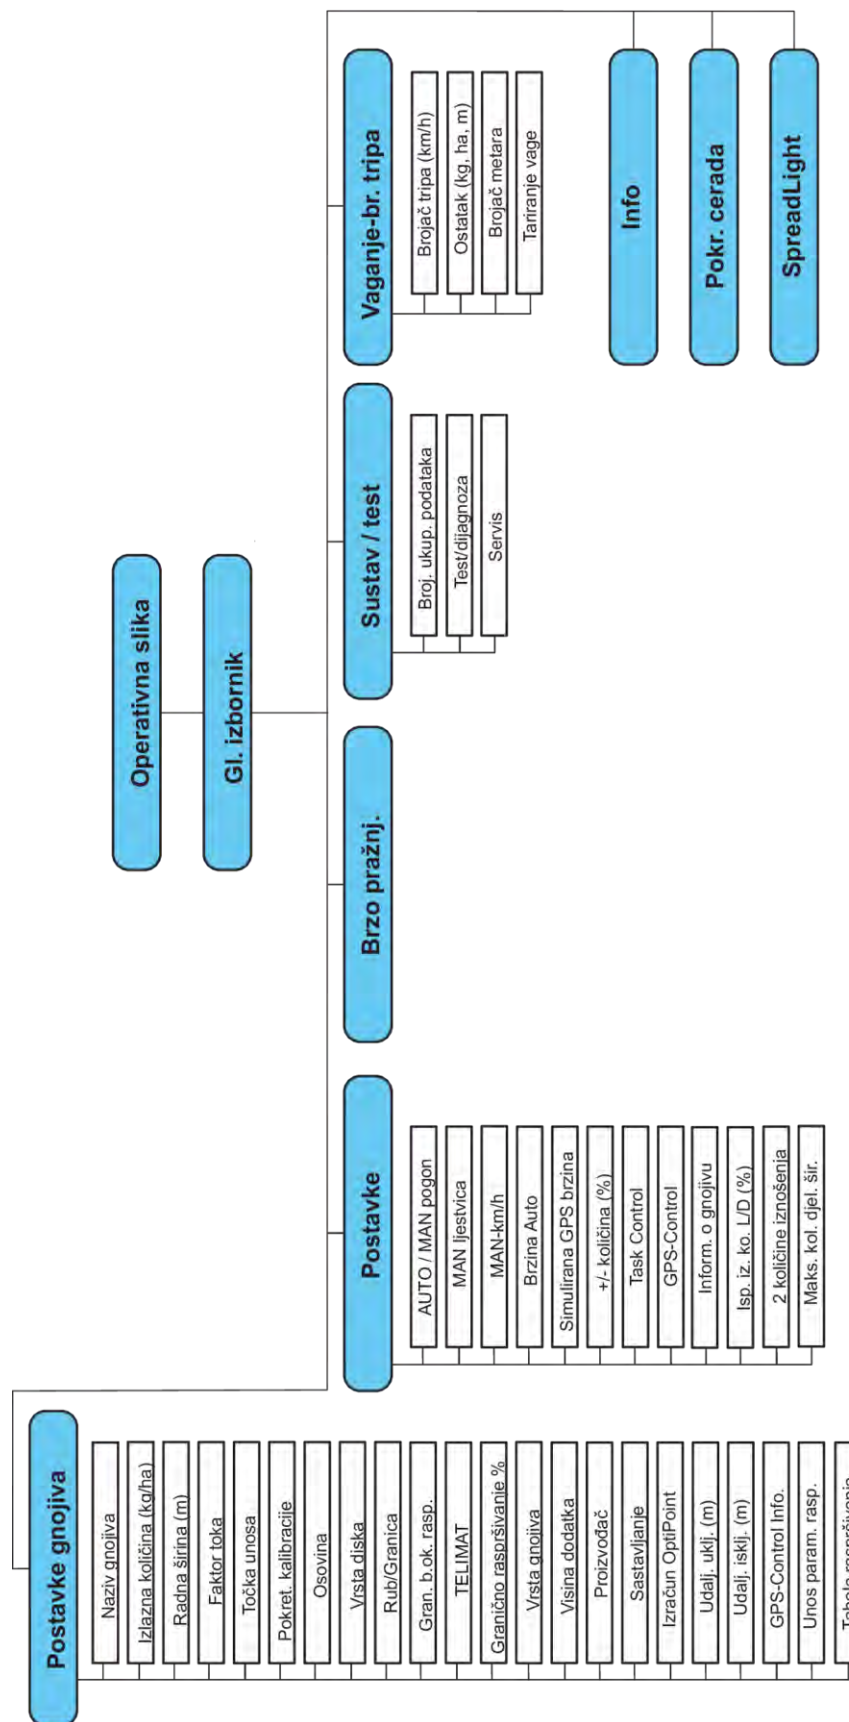 Operativna slika
Gl. izbornik
Postavke gnojiva
Naziv gnojiva
Izlazna količina (kg/ha)
Radna širina (m)
Faktor toka
Točka unosa
Pokret. kalibracije
Osovina
Vrsta diska
Rub/Granica
Gran. b.ok. rasp.
TELIMAT
Granično raspršivanje %
Vrsta gnojiva
Visina dodatka
Proizvođač
Sastavljanje
Izračun OptiPoint
Udalj. uklj. (m)
Udalj. isklj. (m)
GPS-Control Info.
Unos param. rasp.
Postavke
AUTO / MAN pogon
MAN ljestvica
MAN-km/h
Brzina Auto
Simulirana GPS brzina
+/- količina (%)
Task Control
GPS-Control
Inform. o gnojivu
Isp. iz. ko. L/D (%)
2 količine iznošenja
Maks. kol. djel. šir.
Brzo pražnj.
Sustav / test
Broj. ukup. podataka
Test/dijagnoza
Servis
Vaganje-br. tripa
Brojač tripa (km/h)
Ostatak (kg, ha, m)
Brojač metara
Tariranje vage
Info
Pokr. cerada
SpreadLight